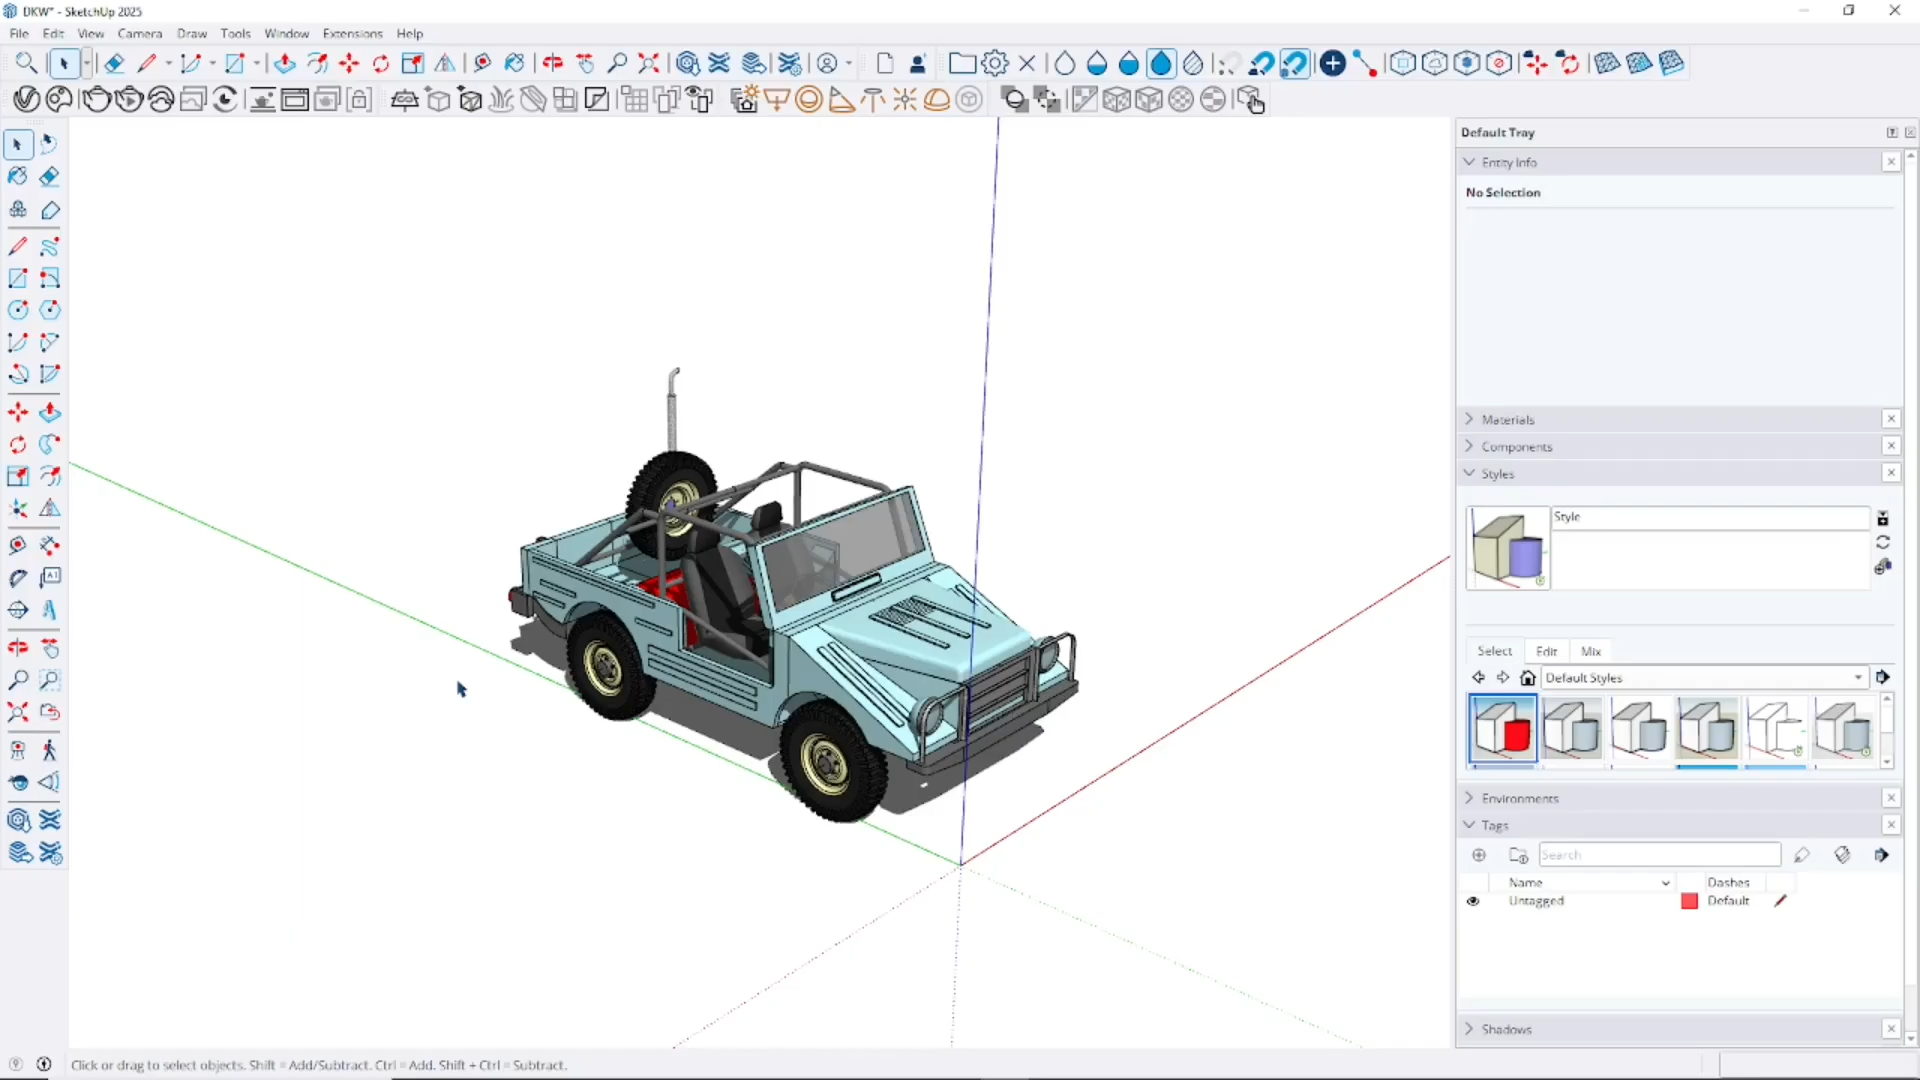 DKW* - SketchUp 2025
File Edit View Camera Draw Tools Window Extensions Help
Default Tray
Entity Info
No Selection
Materials
Components
Styles
Style
Select Edit Mix
Default Styles
Environments
Tags
Search
Name Dashes
Untagged Default
Shadows
Click or drag to select objects. Shift = Add/Subtract. Ctrl = Add. Shift + Ctrl = Subtract.